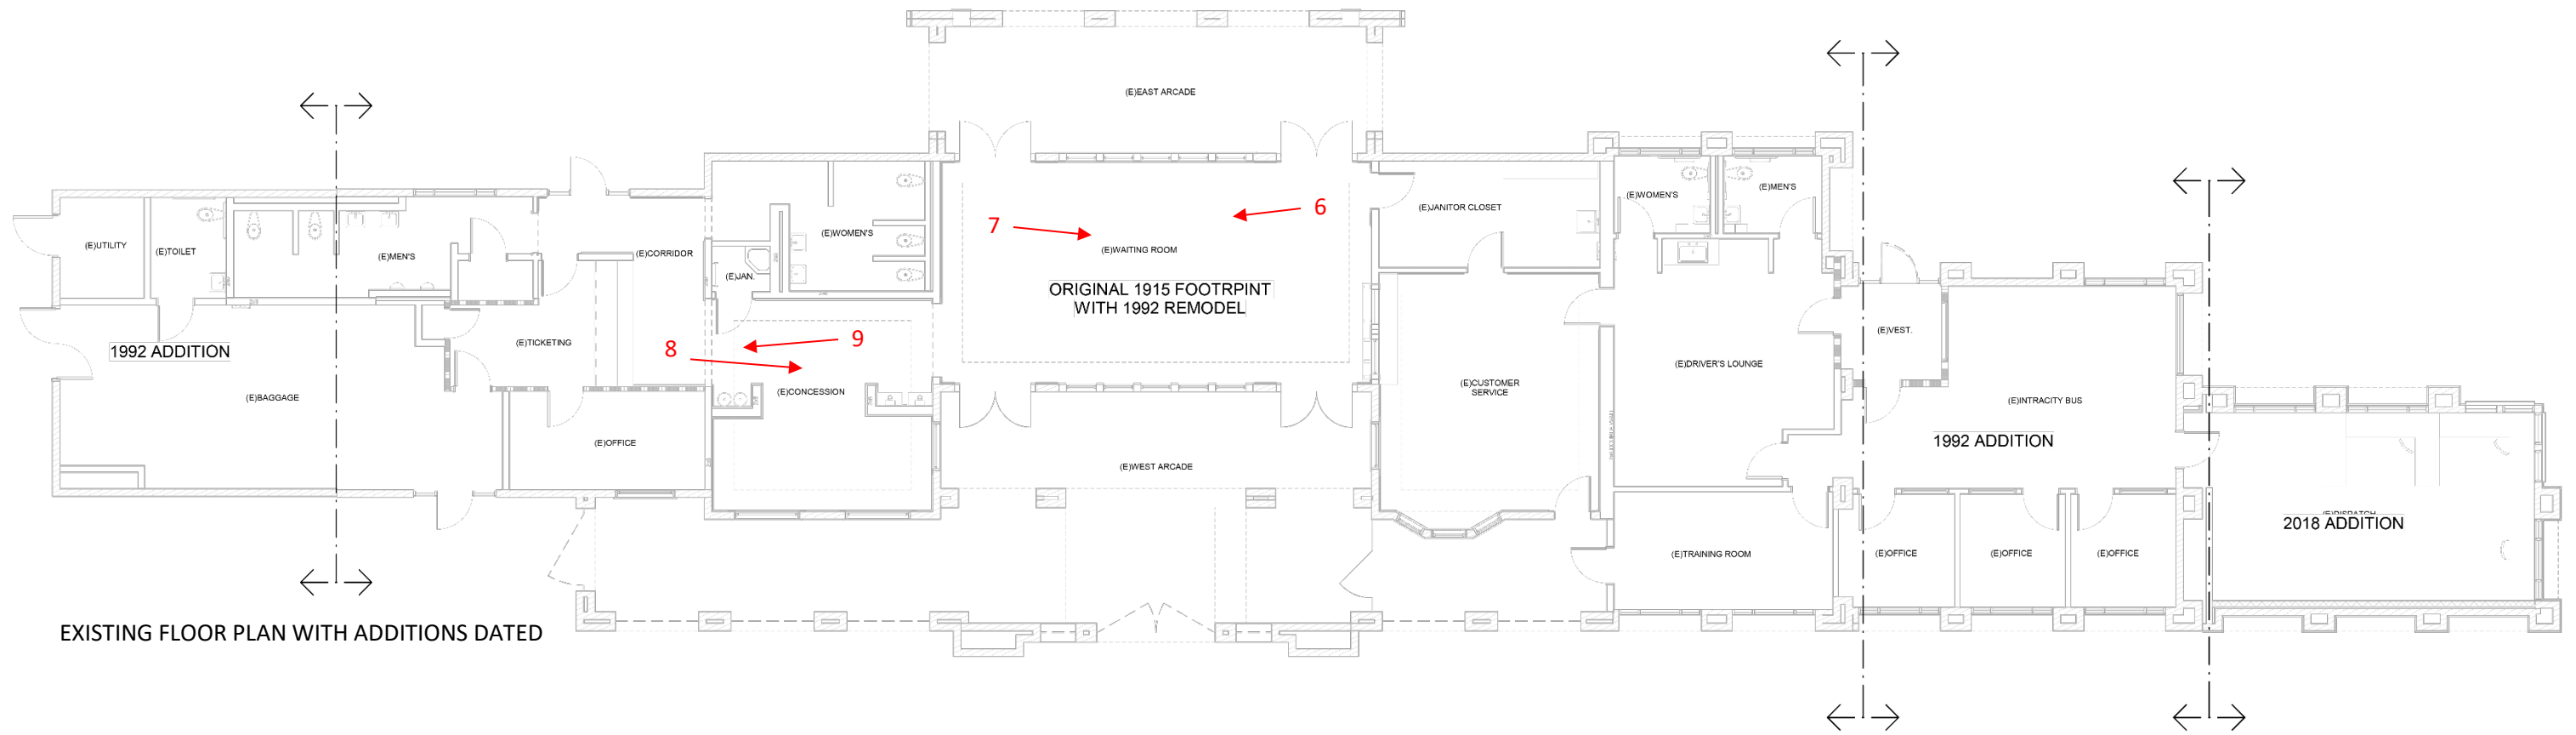 (E)EAST ARCADE
(E)UTILITY
(E)TOILET
(E)MEN'S
(E)CORRIDOR
(E)JAN.
(E)WOMEN'S
7
6
(E)WAITING ROOM
ORIGINAL 1915 FOOTRPINT
WITH 1992 REMODEL
(E)JANITOR CLOSET
(E)WOMEN'S
(E)MEN'S
1992 ADDITION
(E)BAGGAGE
(E)TICKETING
(E)OFFICE
8
9
(E)CONCESSION
(E)WEST ARCADE
(E)CUSTOMER
SERVICE
(E)DRIVER'S LOUNGE
(E)VEST.
(E)INTRACITY BUS
1992 ADDITION
(E)TRAINING ROOM
(E)OFFICE
(E)OFFICE
(E)OFFICE
(E)DISPATCH
2018 ADDITION
EXISTING FLOOR PLAN WITH ADDITIONS DATED